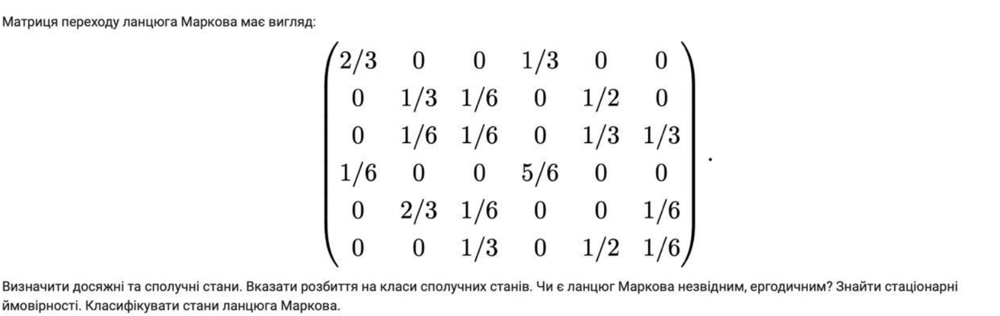 Матриця переходу ланцюга Маркова має вигляд:
2/3 0 0 1/3 0 0
0 1/3 1/6 0 1/2 0
0 1/6 1/6 0 1/3 1/3
1/6 0 0 5/6 0 0
0 2/3 1/6 0 0 1/6
0 0 1/3 0 1/2 1/6
.
Визначити досяжні та сполучні стани. Вказати розбиття на класи сполучних станів. Чи є ланцюг Маркова незвідним, ергодичним? Знайти стаціонарні
ймовірності. Класифікувати стани ланцюга Маркова.